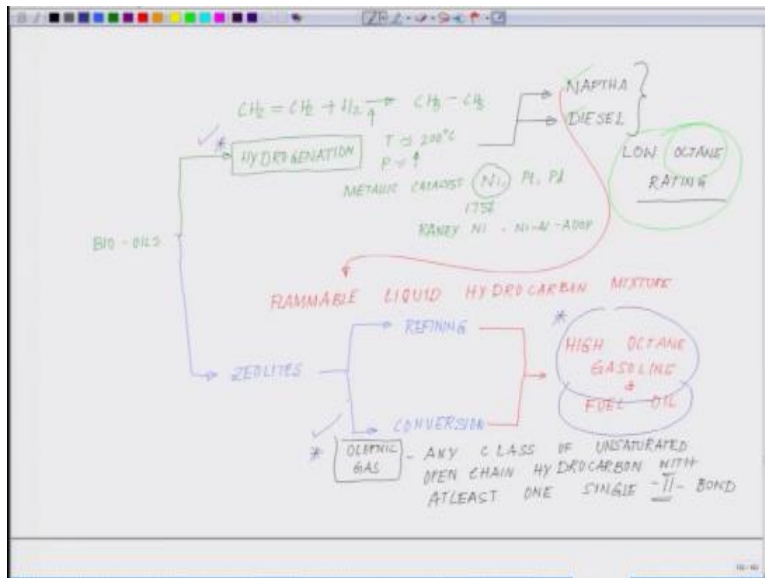 CH2 = CH2 + H2 → CH3 - CH3
NAPTHA
DIESEL
HYDROGENATION
T ≈ 200°C
P ≈ ↑
METALLIC CATALYST Ni, Pt, Pd
RANEY Ni - Ni-Al-ALLOY
LOW OCTANE
RATING
BIO-OILS
FLAMMABLE LIQUID HYDROCARBON MIXTURE
REFINING
ZEOLITES
CONVERSION
HIGH OCTANE
GASOLINE
&
FUEL OIL
* OLEFNIC
GAS - ANY CLASS OF UNSATURATED
OPEN CHAIN HYDROCARBON WITH
ATLEAST ONE SINGLE -II- BOND